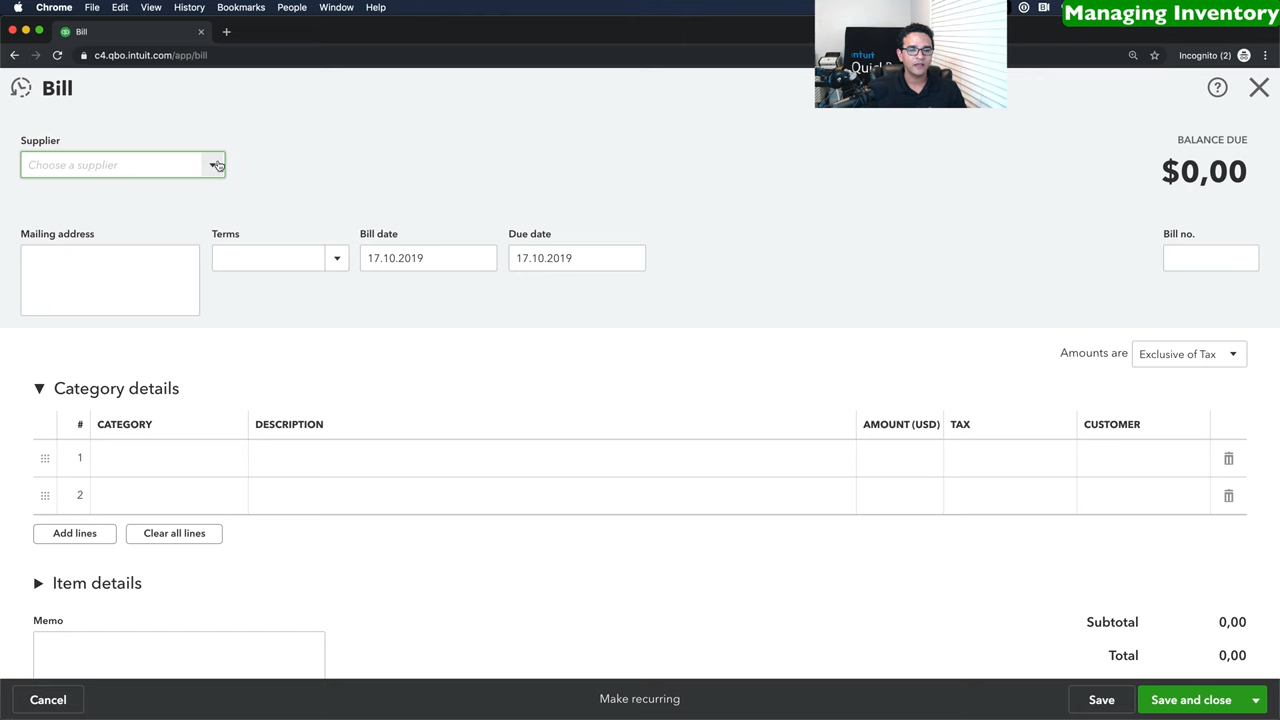 Chrome File Edit View History Bookmarks People Window Help
Managing Inventory
Bill
c4.qbo.intuit.com/app/bill
Incognito (2)
intuit
Bill
Supplier
Choose a supplier
BALANCE DUE
$0,00
Mailing address
Terms
Bill date
17.10.2019
Due date
17.10.2019
Bill no.
Amounts are Exclusive of Tax
Category details
# CATEGORY DESCRIPTION AMOUNT (USD) TAX CUSTOMER
1
2
Add lines Clear all lines
Item details
Memo
Subtotal 0,00
Total 0,00
Cancel Make recurring Save Save and close